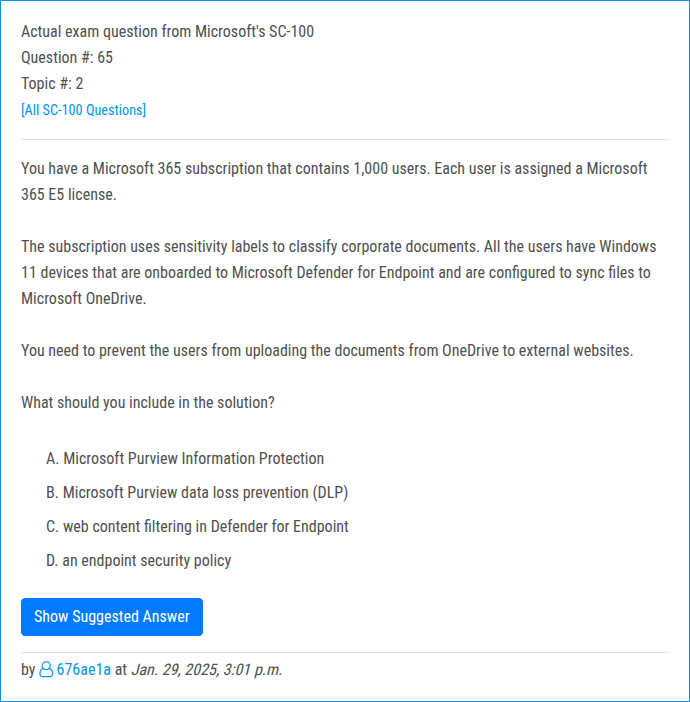 Actual exam question from Microsoft's SC-100
Question #: 65
Topic #: 2
[All SC-100 Questions]
You have a Microsoft 365 subscription that contains 1,000 users. Each user is assigned a Microsoft
365 E5 license.
The subscription uses sensitivity labels to classify corporate documents. All the users have Windows
11 devices that are onboarded to Microsoft Defender for Endpoint and are configured to sync files to
Microsoft OneDrive.
You need to prevent the users from uploading the documents from OneDrive to external websites.
What should you include in the solution?
A. Microsoft Purview Information Protection
B. Microsoft Purview data loss prevention (DLP)
C. web content filtering in Defender for Endpoint
D. an endpoint security policy
Show Suggested Answer
by 676ae1a at Jan. 29, 2025, 3:01 p.m.